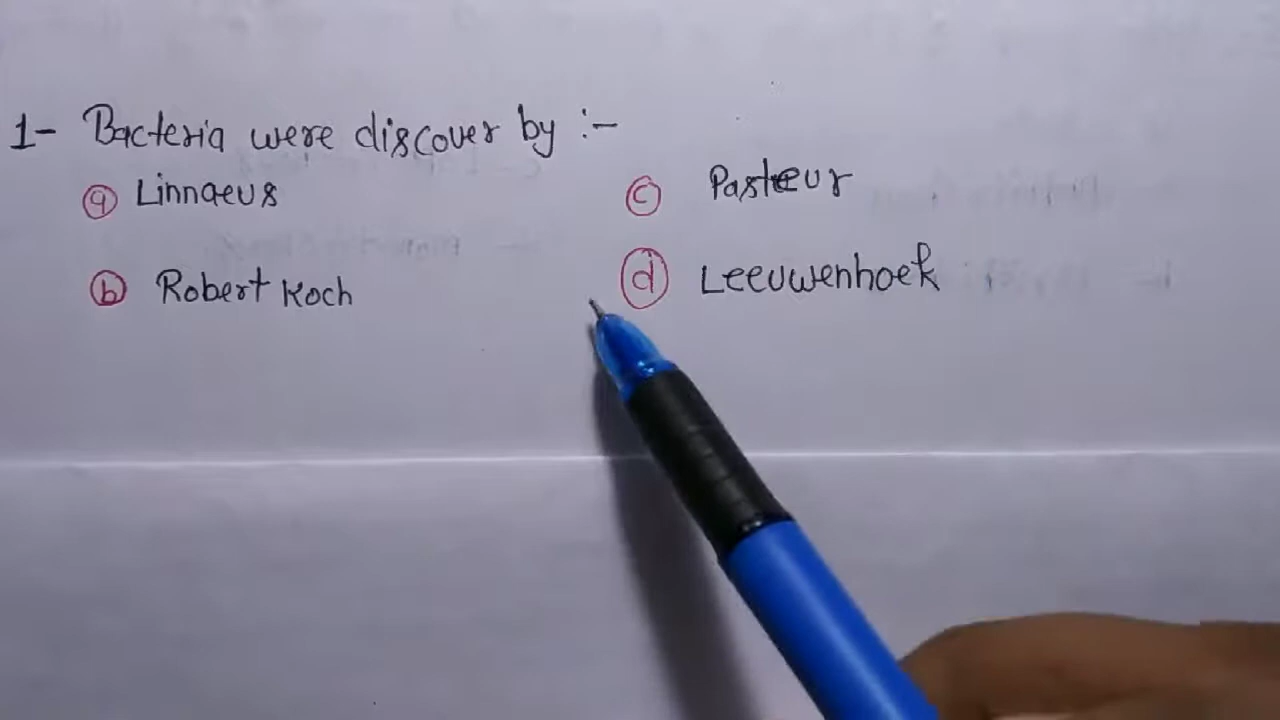 1- Bacteria were discover by :-
a Linnaeus
b Robert Koch
c Pasteur
d Leeuwenhoek